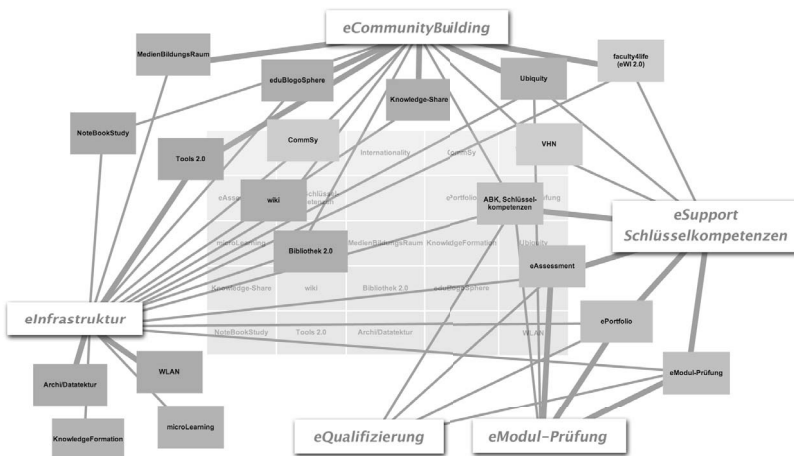 eCommunityBuilding
MedienBildungsRaum
faculty4life
(eWI 2.0)
eduBlogoSphere
Ubiquity
Knowledge-Share
NoteBookStudy
Tools 2.0
CommSy
Internationality
CommSy
VHN
wiki
ePortfolio
ABK, Schlüssel-
kompetenzen
eSupport
Schlüsselkompetenzen
microLearning
Bibliothek 2.0
MedienBildungsRaum
KnowledgeFormation
Ubiquity
eAssessment
Knowledge-Share
wiki
Bibliothek 2.0
eduBlogoSphere
eInfrastruktur
ePortfolio
NoteBookStudy
Tools 2.0
Archi/Datatektur
WLAN
Archi/Datatektur
WLAN
eModul-Prüfung
KnowledgeFormation
microLearning
eQualifizierung
eModul-Prüfung